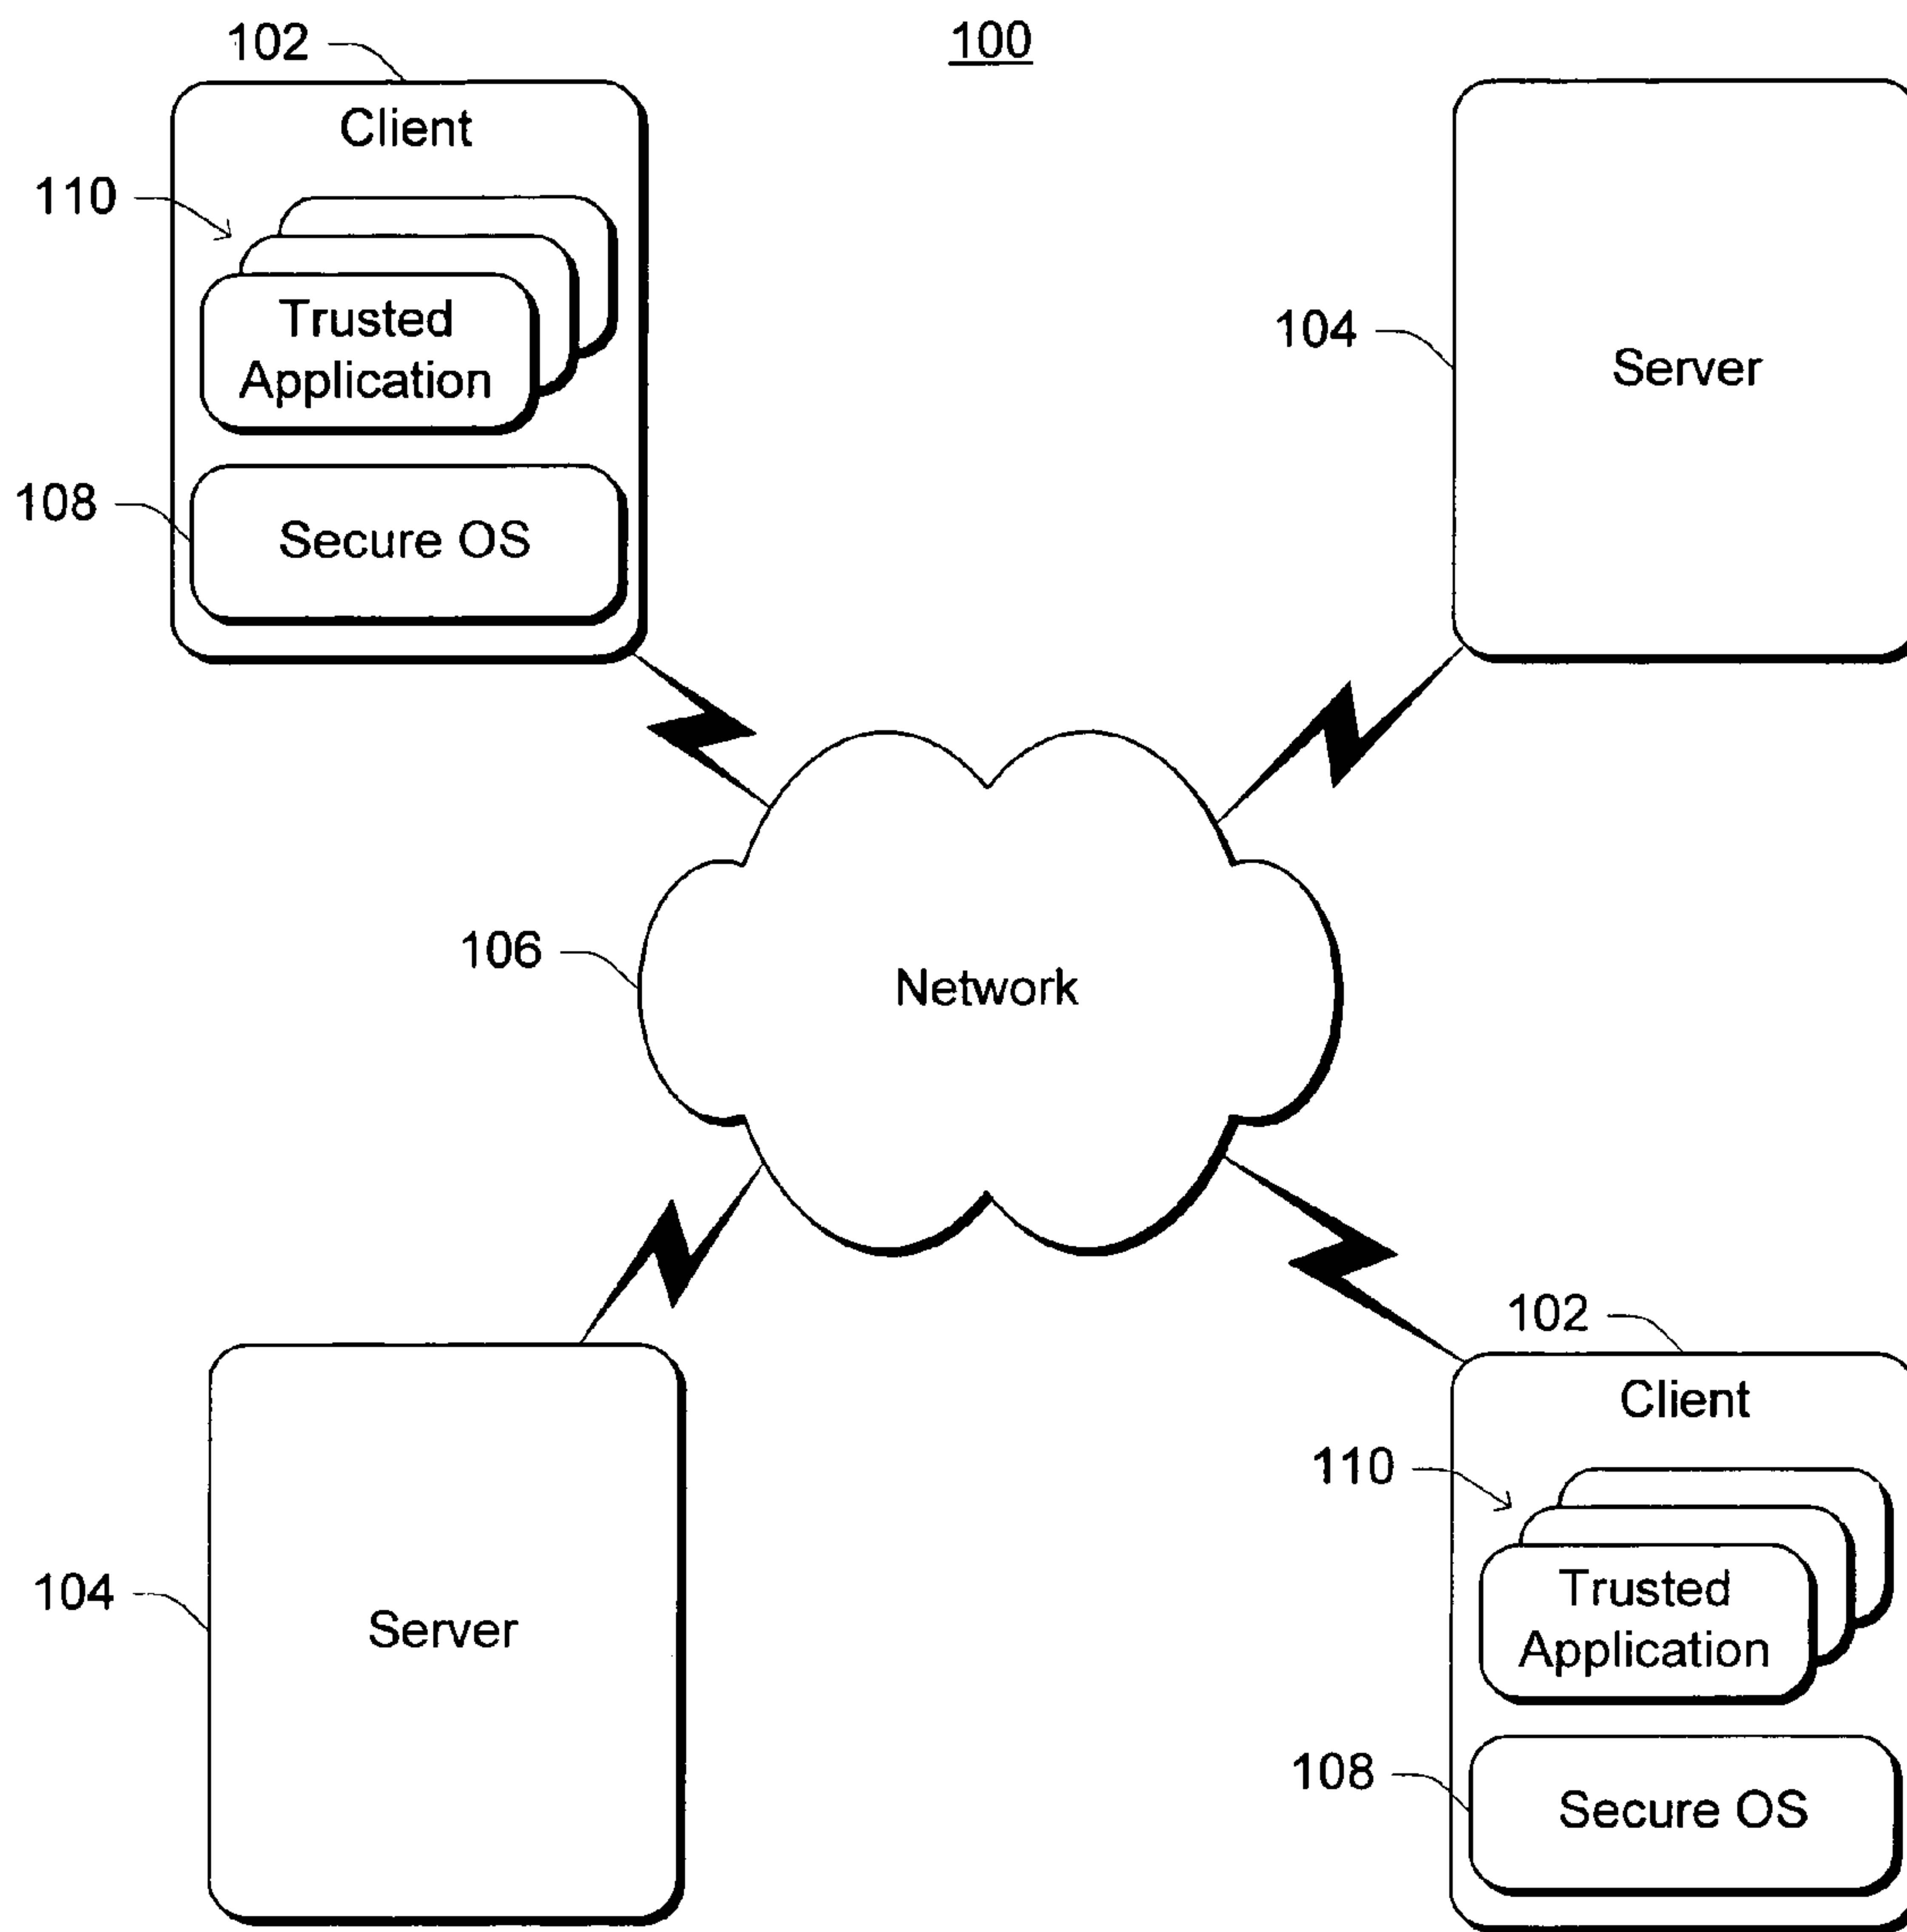 100
102
Client
110
Trusted
Application
108
Secure OS
104
Server
106
Network
104
Server
102
Client
110
Trusted
Application
108
Secure OS